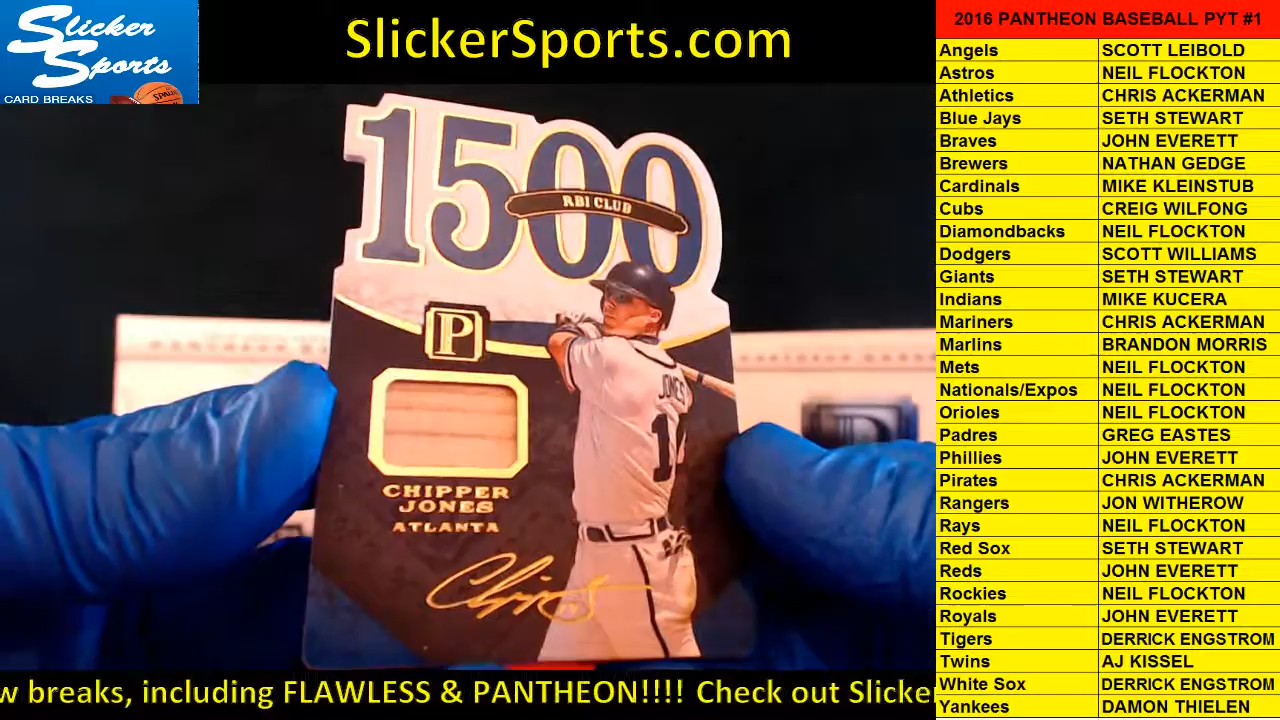 Slicker
Sports
CARD BREAKS
SPALDING
SlickerSports.com
1500
RBI CLUB
P
JONES
CHIPPER
JONES
ATLANTA
Chipper
w breaks, including FLAWLESS & PANTHEON!!!! Check out Slicker
2016 PANTHEON BASEBALL PYT #1
Angels SCOTT LEIBOLD
Astros NEIL FLOCKTON
Athletics CHRIS ACKERMAN
Blue Jays SETH STEWART
Braves JOHN EVERETT
Brewers NATHAN GEDGE
Cardinals MIKE KLEINSTUB
Cubs CREIG WILFONG
Diamondbacks NEIL FLOCKTON
Dodgers SCOTT WILLIAMS
Giants SETH STEWART
Indians MIKE KUCERA
Mariners CHRIS ACKERMAN
Marlins BRANDON MORRIS
Mets NEIL FLOCKTON
Nationals/Expos NEIL FLOCKTON
Orioles NEIL FLOCKTON
Padres GREG EASTES
Phillies JOHN EVERETT
Pirates CHRIS ACKERMAN
Rangers JON WITHEROW
Rays NEIL FLOCKTON
Red Sox SETH STEWART
Reds JOHN EVERETT
Rockies NEIL FLOCKTON
Royals JOHN EVERETT
Tigers DERRICK ENGSTROM
Twins AJ KISSEL
White Sox DERRICK ENGSTROM
Yankees DAMON THIELEN